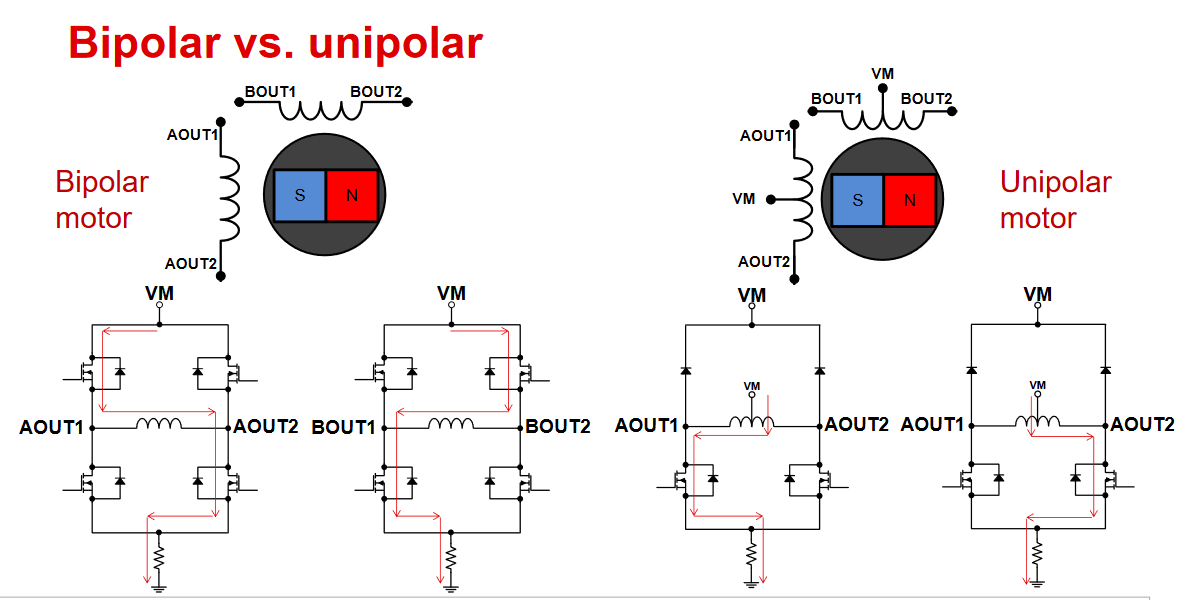 Bipolar vs. unipolar
BOUT1
BOUT2
AOUT1
S
N
AOUT2
Bipolar
motor
VM
BOUT1
BOUT2
AOUT1
VM
S
N
AOUT2
Unipolar
motor
VM
AOUT1
AOUT2
VM
BOUT1
BOUT2
VM
VM
AOUT1
AOUT2
VM
VM
AOUT1
AOUT2